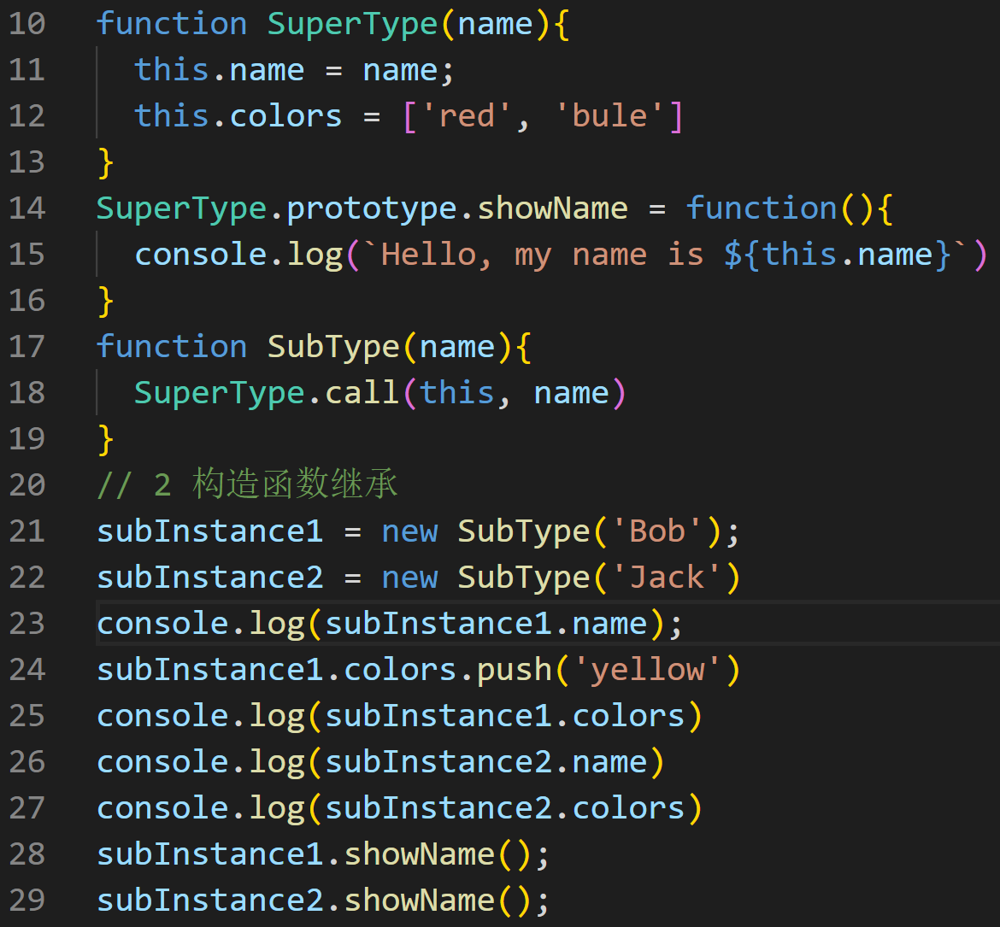 10 function SuperType(name){
11   this.name = name;
12   this.colors = ['red', 'bule']
13 }
14 SuperType.prototype.showName = function(){
15   console.log(`Hello, my name is ${this.name}`)
16 }
17 function SubType(name){
18   SuperType.call(this, name)
19 }
20 // 2 构造函数继承
21 subInstance1 = new SubType('Bob');
22 subInstance2 = new SubType('Jack')
23 console.log(subInstance1.name);
24 subInstance1.colors.push('yellow')
25 console.log(subInstance1.colors)
26 console.log(subInstance2.name)
27 console.log(subInstance2.colors)
28 subInstance1.showName();
29 subInstance2.showName();